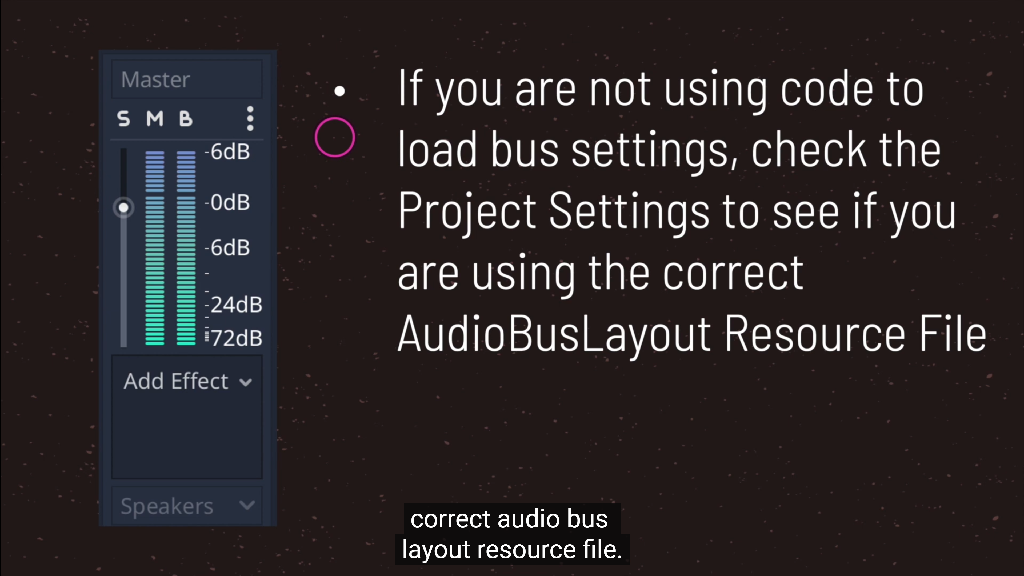 Master
S M B
-6dB
-0dB
-6dB
-24dB
-72dB
Add Effect
Speakers
• If you are not using code to
load bus settings, check the
Project Settings to see if you
are using the correct
AudioBusLayout Resource File
correct audio bus
layout resource file.